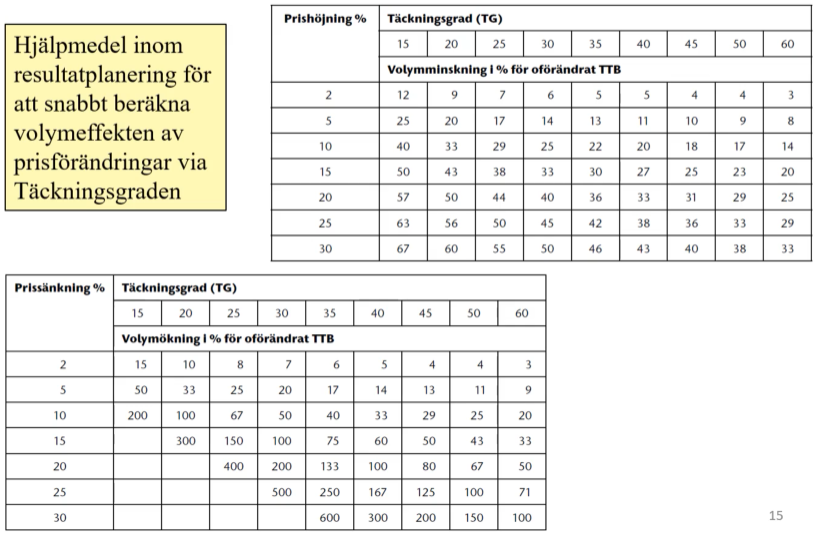 Hjälpmedel inom
resultatplanering för
att snabbt beräkna
volymeffekten av
prisförändringar via
Täckningsgraden
Prishöjning % Täckningsgrad (TG)
15 20 25 30 35 40 45 50 60
Volymminskning i % för oförändrat TTB
2 12 9 7 6 5 5 4 4 3
5 25 20 17 14 13 11 10 9 8
10 40 33 29 25 22 20 18 17 14
15 50 43 38 33 30 27 25 23 20
20 57 50 44 40 36 33 31 29 25
25 63 56 50 45 42 38 36 33 29
30 67 60 55 50 46 43 40 38 33
Prissänkning % Täckningsgrad (TG)
15 20 25 30 35 40 45 50 60
Volymökning i % för oförändrat TTB
2 15 10 8 7 6 5 4 4 3
5 50 33 25 20 17 14 13 11 9
10 200 100 67 50 40 33 29 25 20
15 300 150 100 75 60 50 43 33
20 400 200 133 100 80 67 50
25 500 250 167 125 100 71
30 600 300 200 150 100
15